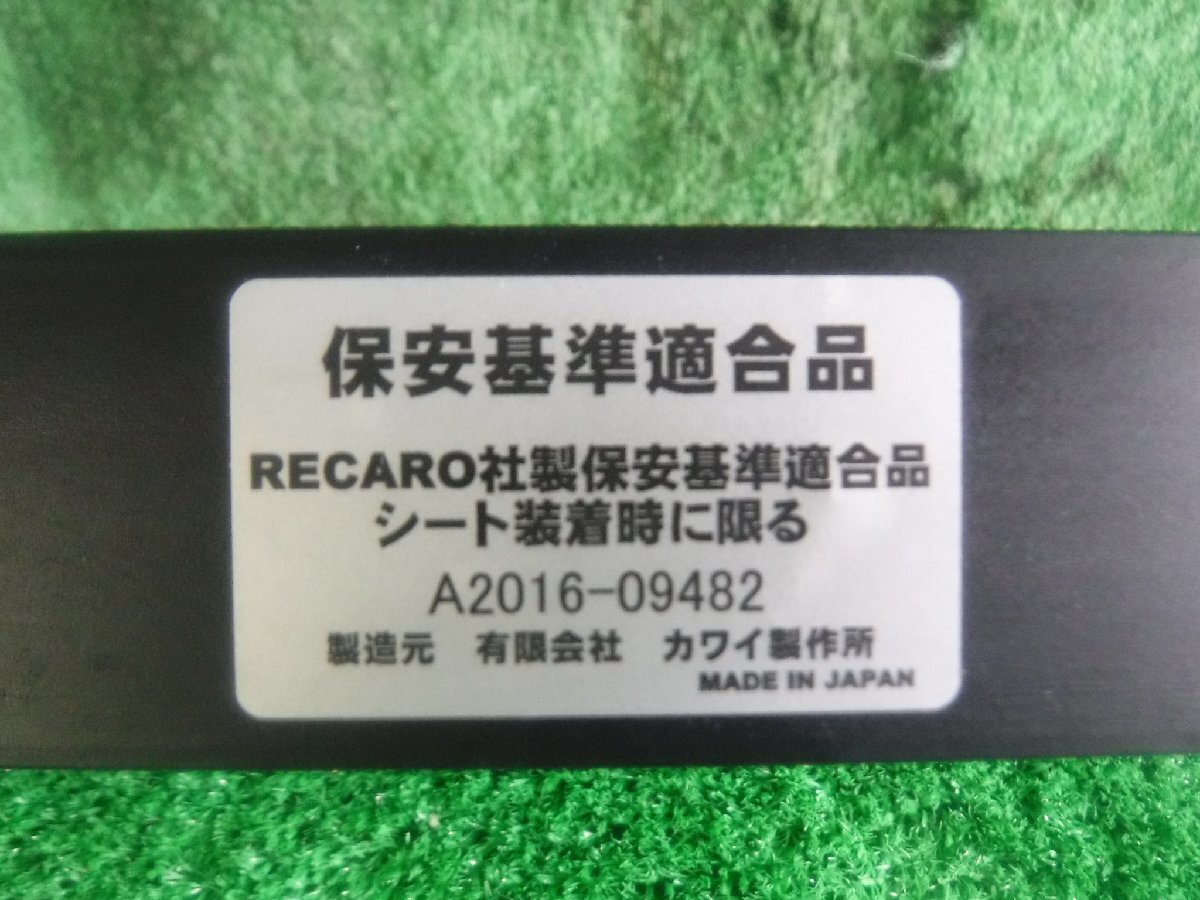 保安基準適合品
RECARO社製保安基準適合品
シート装着時に限る
A2016-09482
製造元　有限会社　カワイ製作所
MADE IN JAPAN